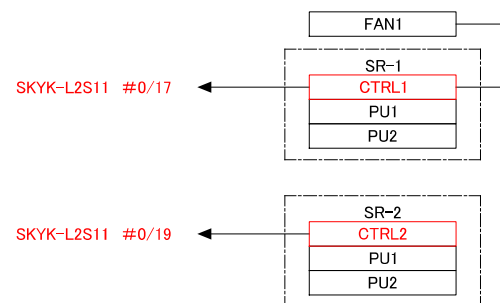 FAN1
SR-1
SKYK-L2S11 #0/17
CTRL1
PU1
PU2
SR-2
SKYK-L2S11 #0/19
CTRL2
PU1
PU2